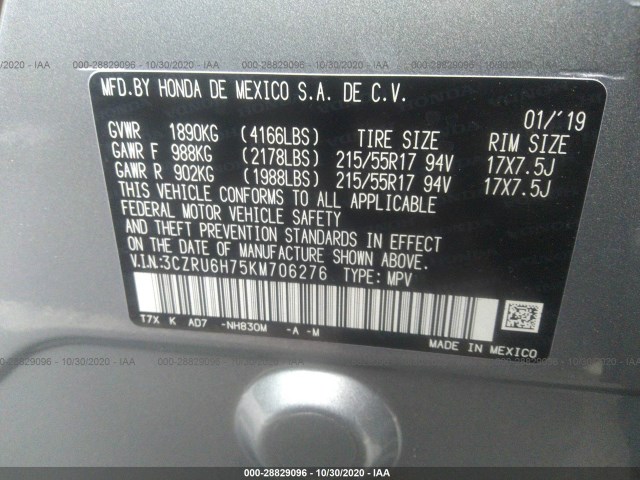 000-28829096 - 10/30/2020 - IAA
MFD.BY HONDA DE MEXICO S.A. DE C.V.
01/'19
GVWR 1890KG (4166LBS) TIRE SIZE RIM SIZE
GAWR F 988KG (2178LBS) 215/55R17 94V 17X7.5J
GAWR R 902KG (1988LBS) 215/55R17 94V 17X7.5J
THIS VEHICLE CONFORMS TO ALL APPLICABLE
FEDERAL MOTOR VEHICLE SAFETY
AND THEFT PREVENTION STANDARDS IN EFFECT
ON THE DATE OF MANUFACTURE SHOWN ABOVE.
V.I.N:3CZRU6H75KM706276 TYPE: MPV
T7X K AD7 -NH830M -A -M
MADE IN MEXICO
000-28829096 - 10/30/2020 - IAA